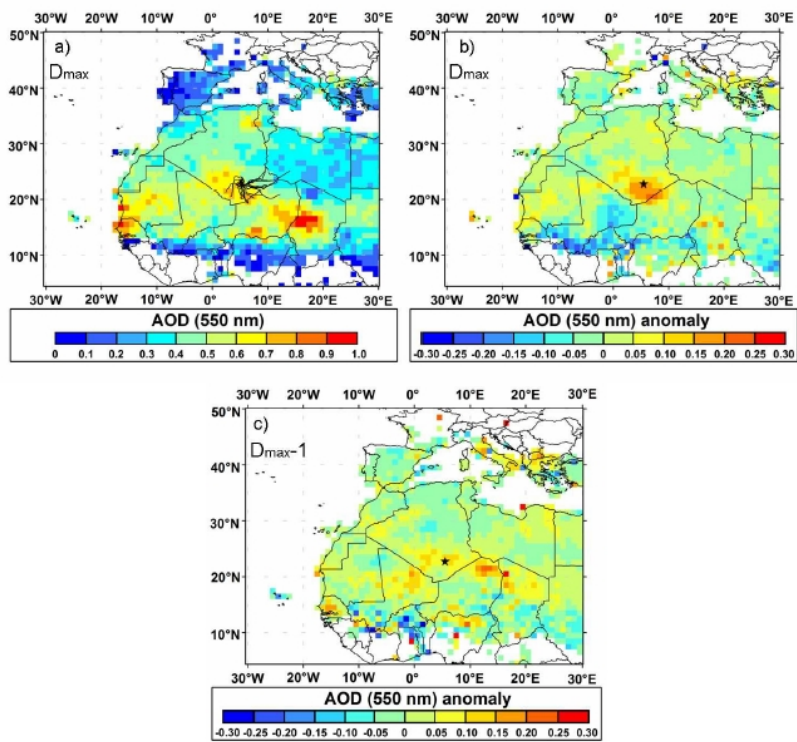 30°W 20°W 10°W 0° 10°E 20°E 30°E
50°N
a)
Dmax
40°N
30°N
20°N
10°N
30°W 20°W 10°W 0° 10°E 20°E 30°E
AOD (550 nm)
0 0.1 0.2 0.3 0.4 0.5 0.6 0.7 0.8 0.9 1.0
30°W 20°W 10°W 0° 10°E 20°E 30°E
50°N
b)
Dmax
40°N
30°N
20°N
10°N
30°W 20°W 10°W 0° 10°E 20°E 30°E
AOD (550 nm) anomaly
-0.30 -0.25 -0.20 -0.15 -0.10 -0.05 0 0.05 0.10 0.15 0.20 0.25 0.30
30°W 20°W 10°W 0° 10°E 20°E 30°E
50°N
c)
Dmax-1
40°N
30°N
20°N
10°N
30°W 20°W 10°W 0° 10°E 20°E 30°E
AOD (550 nm) anomaly
-0.30 -0.25 -0.20 -0.15 -0.10 -0.05 0 0.05 0.10 0.15 0.20 0.25 0.30